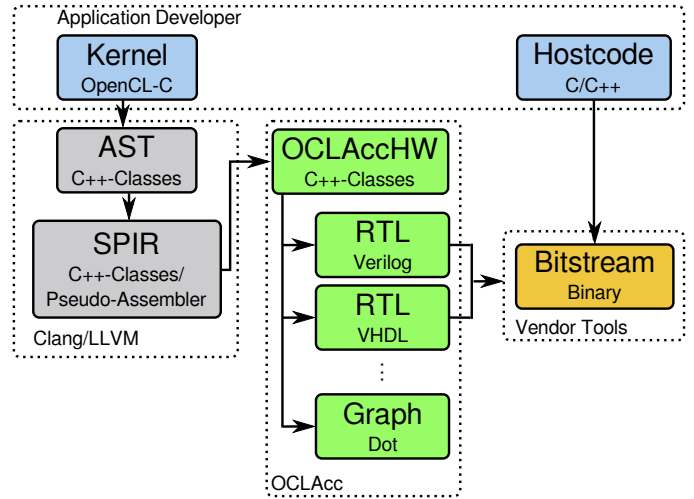 Application Developer
Kernel
OpenCL-C
Hostcode
C/C++
AST
C++-Classes
SPIR
C++-Classes/
Pseudo-Assembler
Clang/LLVM
OCLAccHW
C++-Classes
RTL
Verilog
RTL
VHDL
...
Graph
Dot
OCLAcc
Bitstream
Binary
Vendor Tools